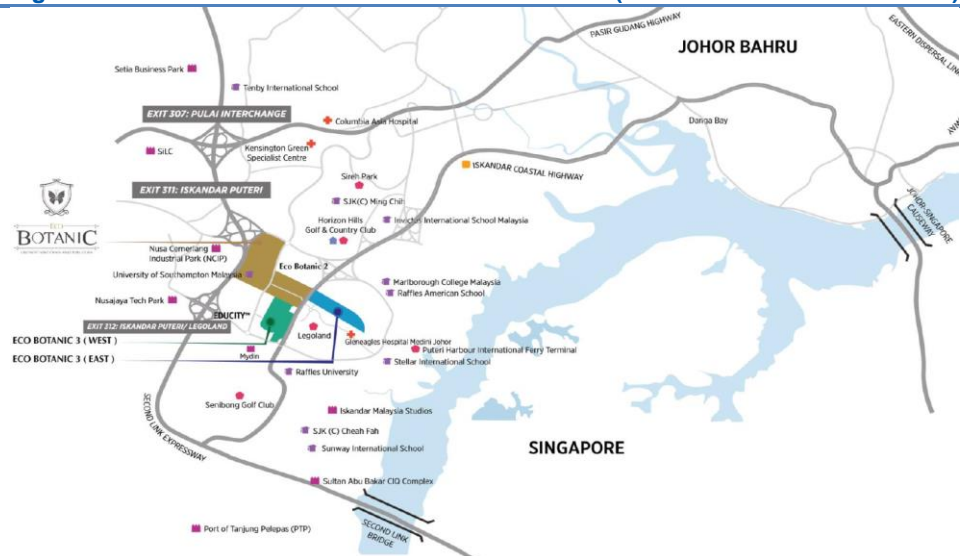 PASIR GUDANG HIGHWAY
JOHOR BAHRU
EASTERN DISPERSAL LINK
Setia Business Park
Tenby International School
EXIT 307: PULAI INTERCHANGE
Columbia Asia Hospital
Danga Bay
SiLC
Kensington Green
Specialist Centre
ISKANDAR COASTAL HIGHWAY
EXIT 311: ISKANDAR PUTERI
Sireh Park
SJK(C) Ming Chih
JOHOR-SINGAPORE
CAUSEWAY
Horizon Hills
Golf & Country Club
Invictus International School Malaysia
ECO
BOTANIC
Nusa Cemerlang
Industrial Park (NCIP)
Eco Botanic 2
University of Southampton Malaysia
Marlborough College Malaysia
Raffles American School
Nusajaya Tech Park
EDUCITY™
EXIT 312: ISKANDAR PUTERI/ LEGOLAND
Legoland
ECO BOTANIC 3 ( WEST )
Gleneagles Hospital Medini Johor
Mydin
Puteri Harbour International Ferry Terminal
ECO BOTANIC 3 (EAST )
Stellar International School
Raffles University
Senibong Golf Club
SECOND LINK EXPRESSWAY
Iskandar Malaysia Studios
SJK (C) Cheah Fah
Sunway International School
SINGAPORE
Sultan Abu Bakar CIQ Complex
Port of Tanjung Pelepas (PTP)
SECOND LINK
BRIDGE